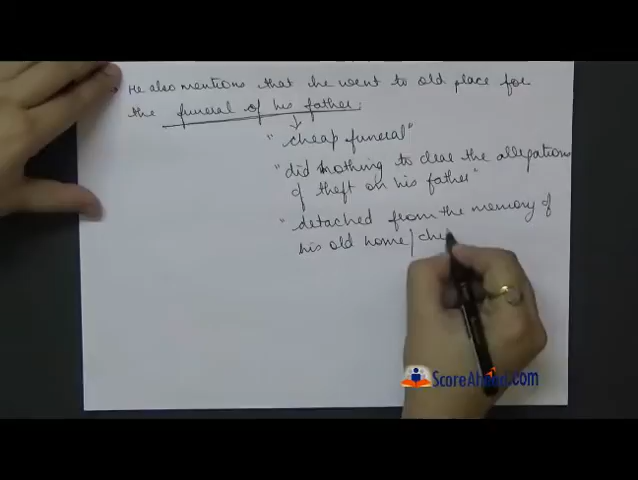 • He also mentions that he went to old place for
the funeral of his father.
↓
" cheap funeral"
"did nothing to clear the allegations
of theft on his father"
" detached from the memory of
his old home/che
ScoreAhead.com